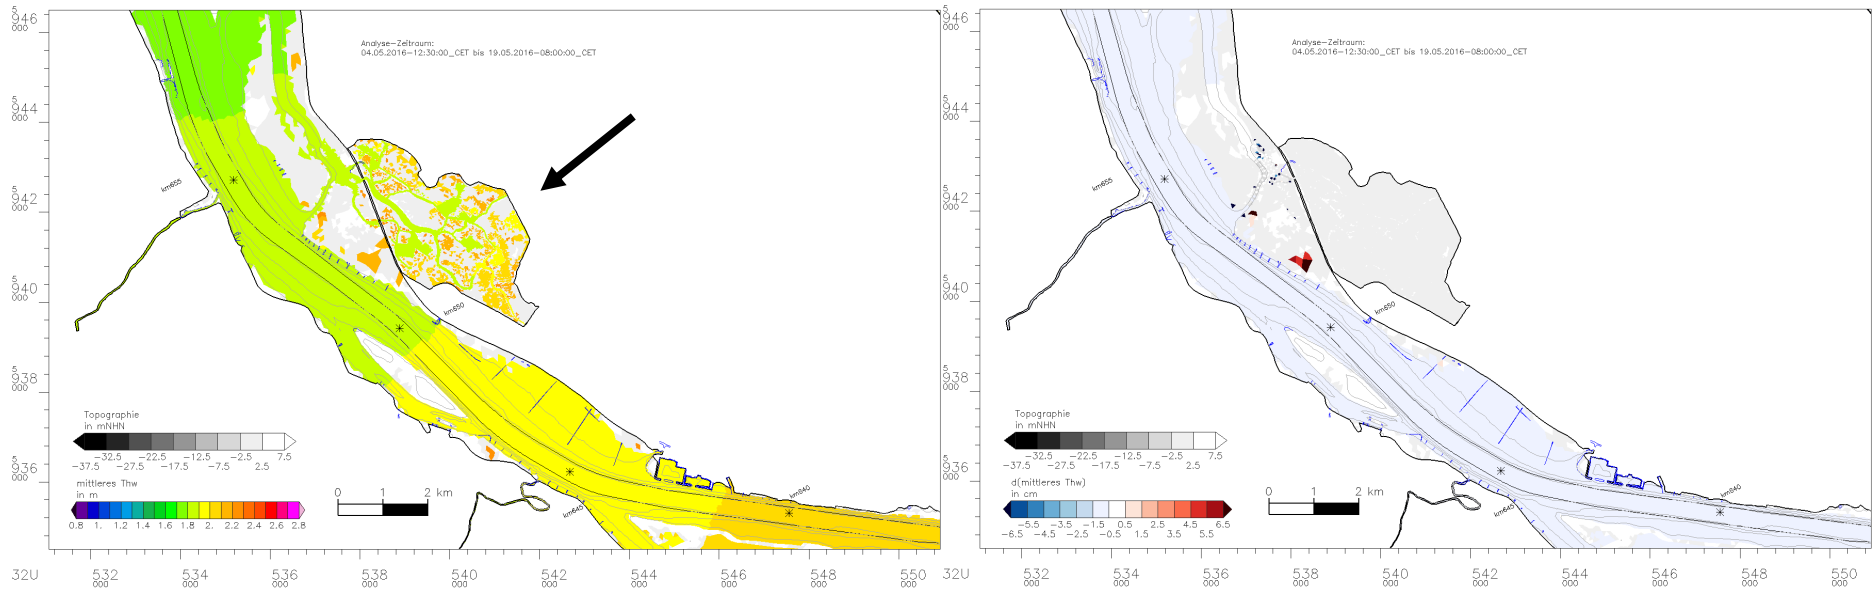 5
946
000
Analyse-Zeitraum:
04.05.2016-12:30:00_CET bis 19.05.2016-08:00:00_CET
5
944
000
km655
5
942
000
5
940
000
km650
5
938
000
Topographie
in mNHN
-32.5 -22.5 -12.5 -2.5 7.5
-37.5 -27.5 -17.5 -7.5 2.5
5
936
000
mittleres Thw
in m
0.8 1. 1.2 1.4 1.6 1.8 2. 2.2 2.4 2.6 2.8
0 1 2 km
km645
km640
32U
532 534 536 538 540 542 544 546 548 550
000 000 000 000 000 000 000 000 000 000
5
946
000
Analyse-Zeitraum:
04.05.2016-12:30:00_CET bis 19.05.2016-08:00:00_CET
5
944
000
km655
5
942
000
5
940
000
km650
5
938
000
Topographie
in mNHN
-32.5 -22.5 -12.5 -2.5 7.5
-37.5 -27.5 -17.5 -7.5 2.5
5
936
000
d(mittleres Thw)
in cm
-5.5 -3.5 -1.5 0.5 2.5 4.5 6.5
-6.5 -4.5 -2.5 -0.5 1.5 3.5 5.5
0 1 2 km
km645
km640
32U
532 534 536 538 540 542 544 546 548 550
000 000 000 000 000 000 000 000 000 000